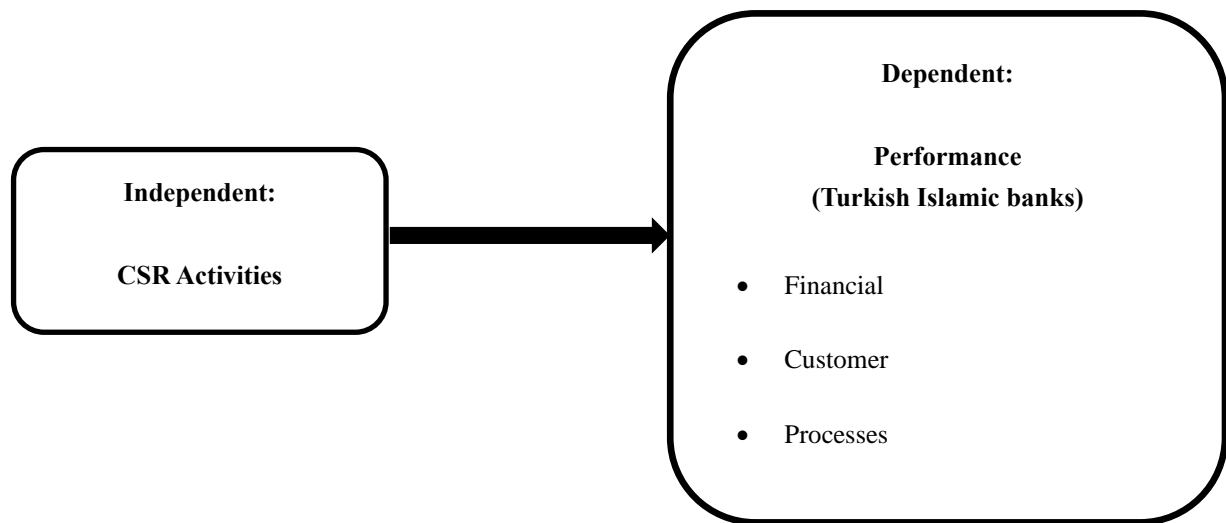 Independent:
CSR Activities
Dependent:
Performance
(Turkish Islamic banks)
• Financial
• Customer
• Processes